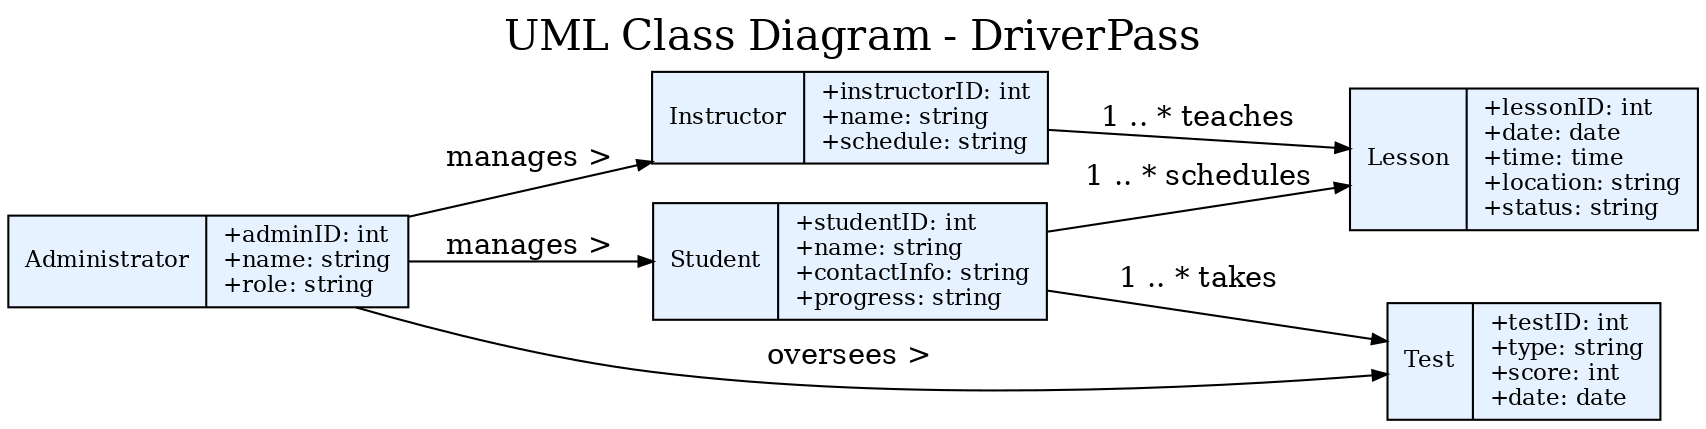 UML Class Diagram - DriverPass
Administrator
+adminID: int
+name: string
+role: string
manages >
manages >
oversees >
Instructor
+instructorID: int
+name: string
+schedule: string
Student
+studentID: int
+name: string
+contactInfo: string
+progress: string
1 .. * teaches
1 .. * schedules
1 .. * takes
Lesson
+lessonID: int
+date: date
+time: time
+location: string
+status: string
Test
+testID: int
+type: string
+score: int
+date: date